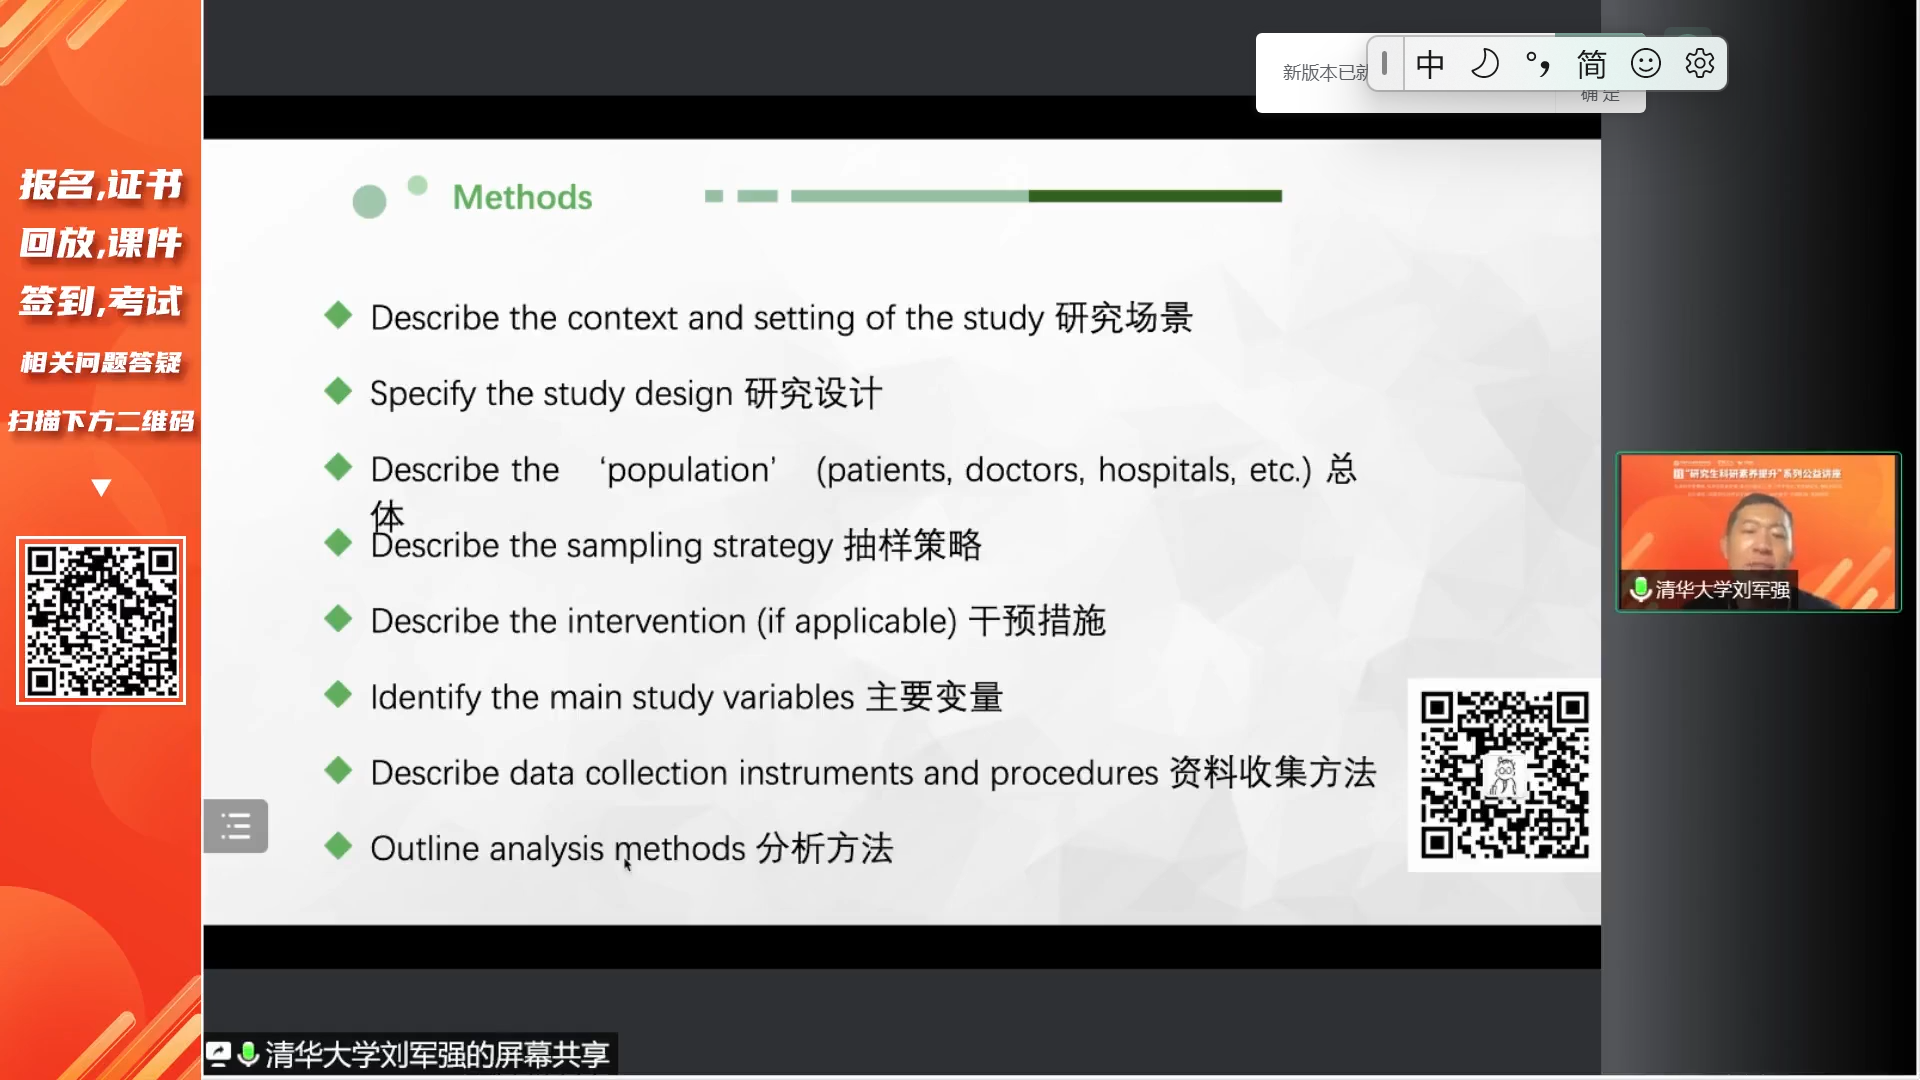 报名,证书
回放,课件
签到,考试
相关问题答疑
扫描下方二维码
新版本已就
确定
中
简
Methods
Describe the context and setting of the study 研究场景
Specify the study design 研究设计
Describe the ‘population’ (patients, doctors, hospitals, etc.) 总
体
Describe the sampling strategy 抽样策略
Describe the intervention (if applicable) 干预措施
Identify the main study variables 主要变量
Describe data collection instruments and procedures 资料收集方法
Outline analysis methods 分析方法
“研究生科研素养提升”系列公益讲座
清华大学刘军强
清华大学刘军强的屏幕共享